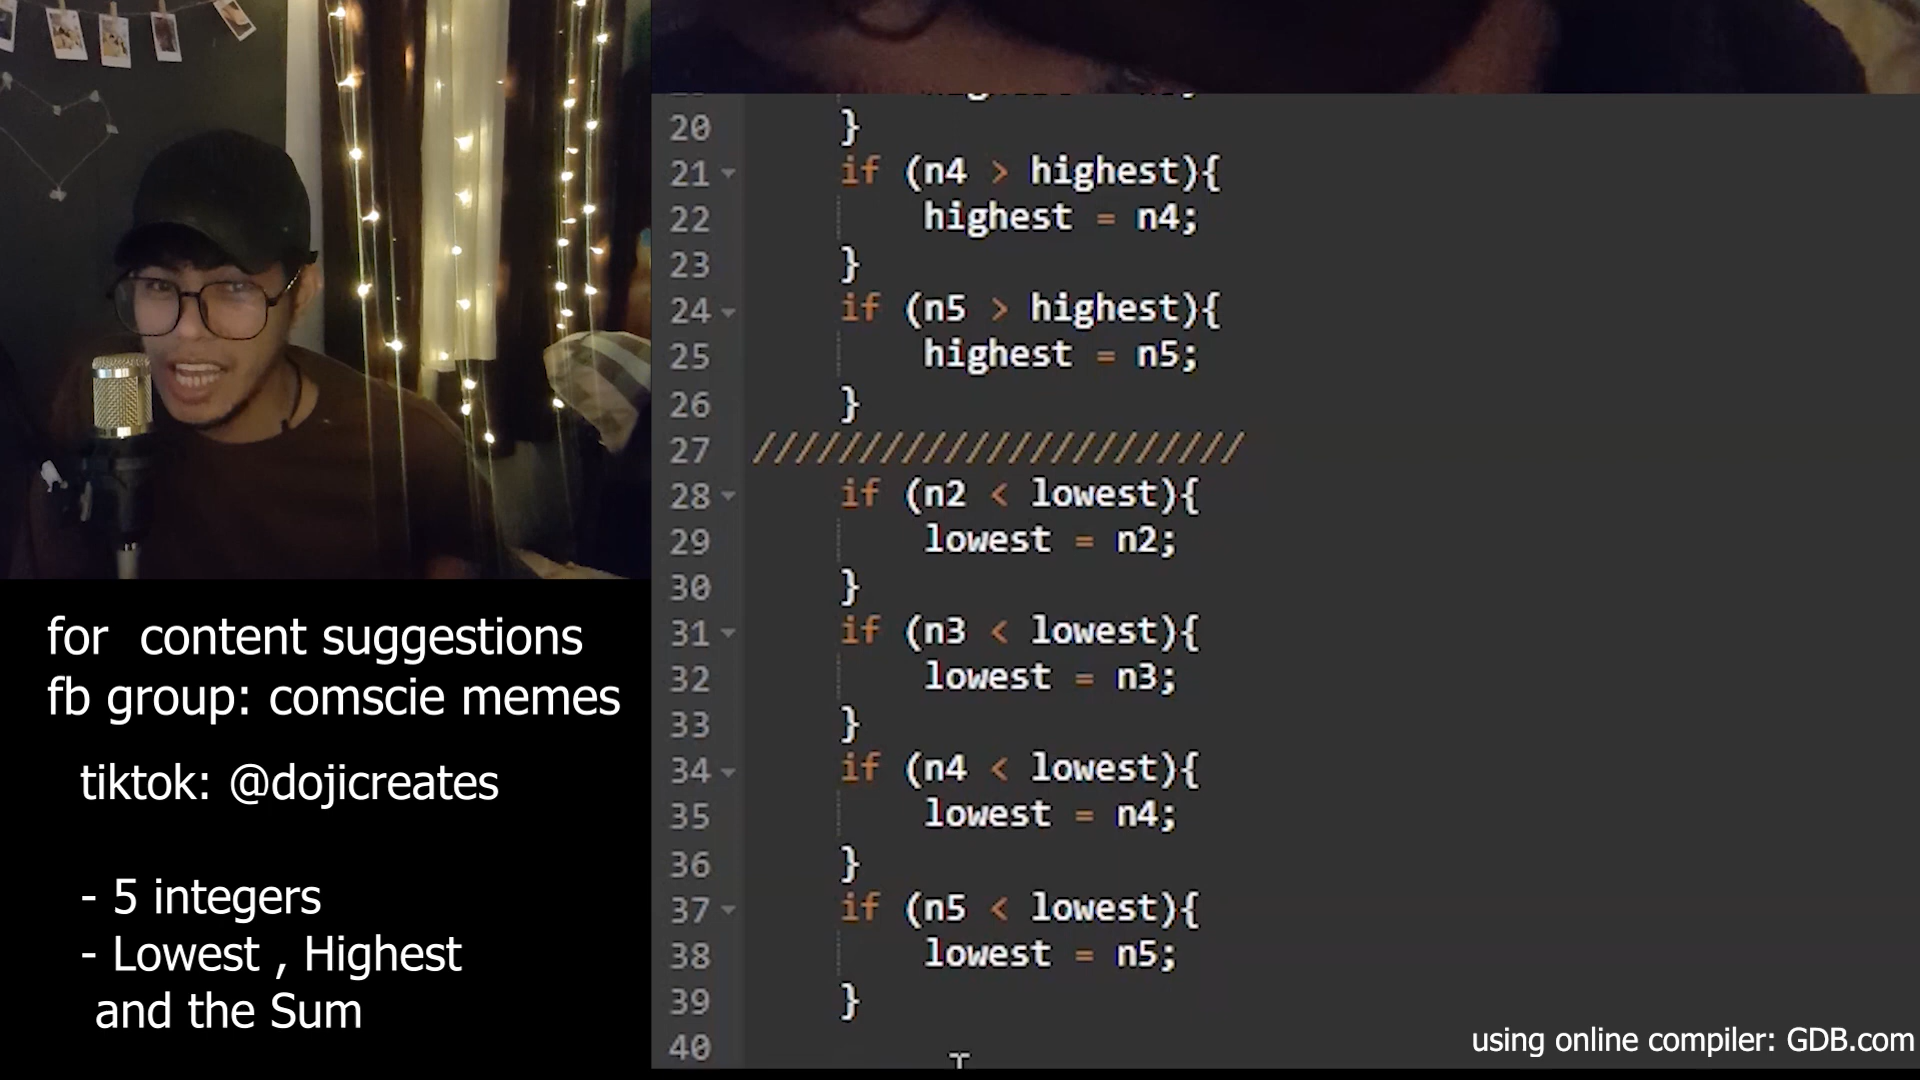 for content suggestions
fb group: comscie memes
tiktok: @dojicreates
- 5 integers
- Lowest , Highest
and the Sum
20 }
21 if (n4 > highest){
22 highest = n4;
23 }
24 if (n5 > highest){
25 highest = n5;
26 }
27 ///////////////////////
28 if (n2 < lowest){
29 lowest = n2;
30 }
31 if (n3 < lowest){
32 lowest = n3;
33 }
34 if (n4 < lowest){
35 lowest = n4;
36 }
37 if (n5 < lowest){
38 lowest = n5;
39 }
40
using online compiler: GDB.com